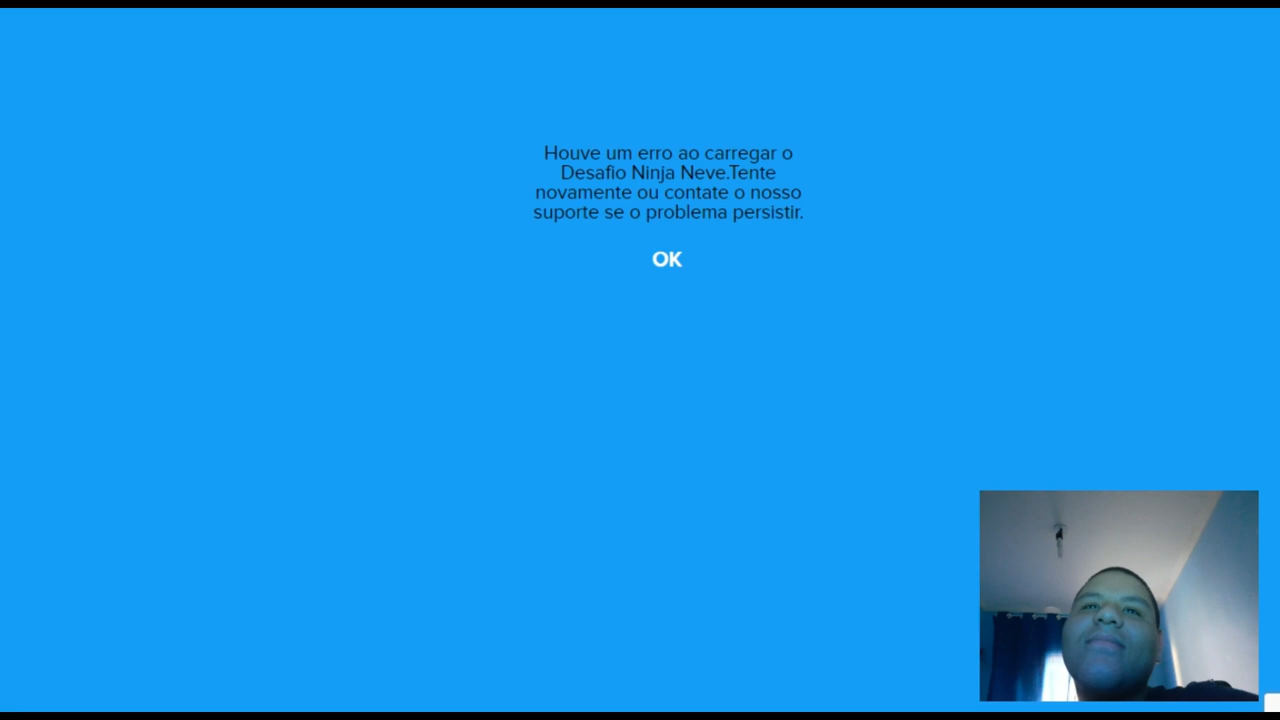 Houve um erro ao carregar o
Desafio Ninja Neve.Tente
novamente ou contate o nosso
suporte se o problema persistir.
OK